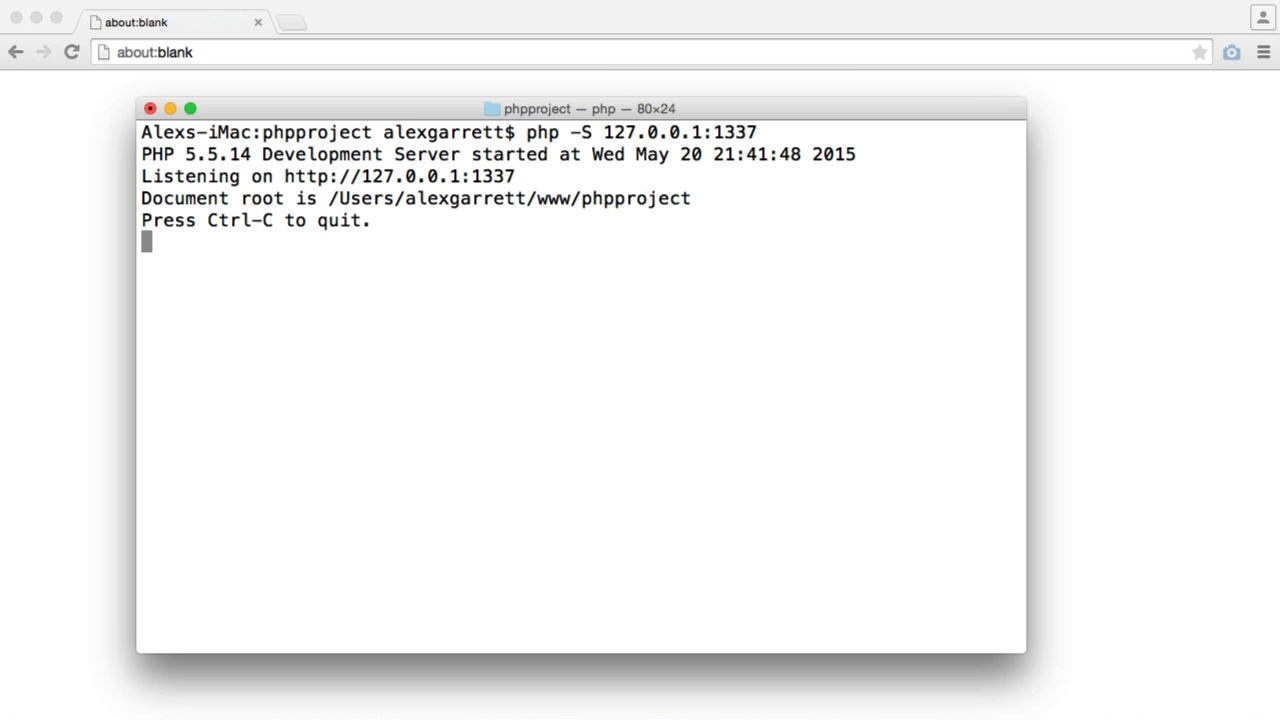 about:blank
about:blank
phpproject — php — 80×24
Alexs-iMac:phpproject alexgarrett$ php -S 127.0.0.1:1337
PHP 5.5.14 Development Server started at Wed May 20 21:41:48 2015
Listening on http://127.0.0.1:1337
Document root is /Users/alexgarrett/www/phpproject
Press Ctrl-C to quit.